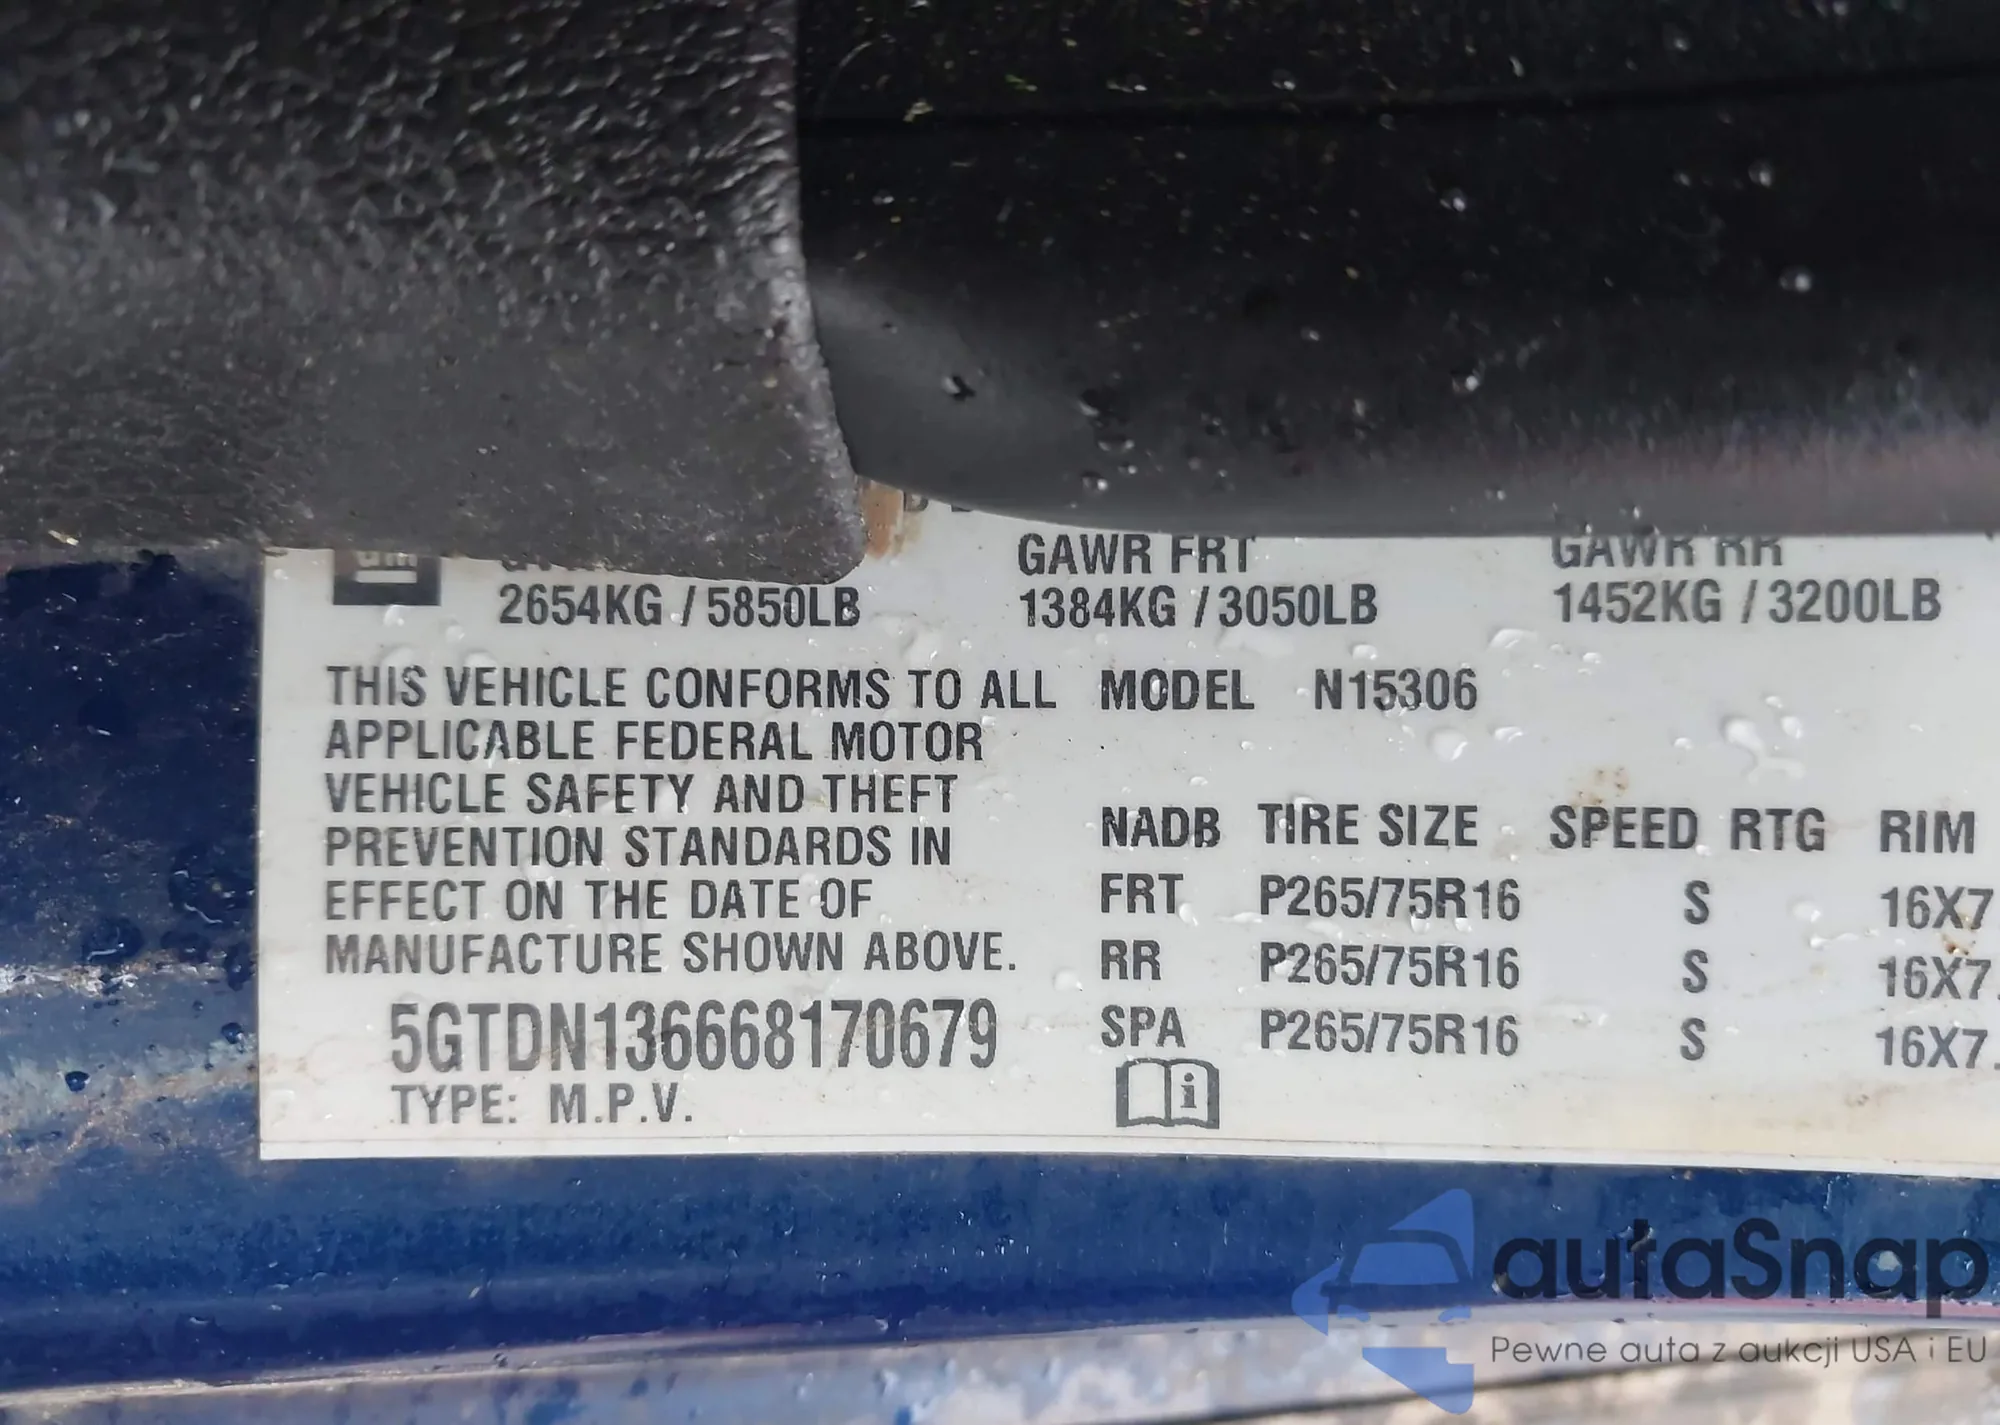 gm
GAWR FRT GAWR RR
2654KG / 5850LB 1384KG / 3050LB 1452KG / 3200LB
THIS VEHICLE CONFORMS TO ALL MODEL N15306
APPLICABLE FEDERAL MOTOR
VEHICLE SAFETY AND THEFT
PREVENTION STANDARDS IN
EFFECT ON THE DATE OF
MANUFACTURE SHOWN ABOVE.
5GTDN136668170679
TYPE: M.P.V.
NADB TIRE SIZE SPEED RTG RIM
FRT P265/75R16 S 16X7
RR P265/75R16 S 16X7.
SPA P265/75R16 S 16X7.
i
autaSnap
Pewne auta z aukcji USA i EU